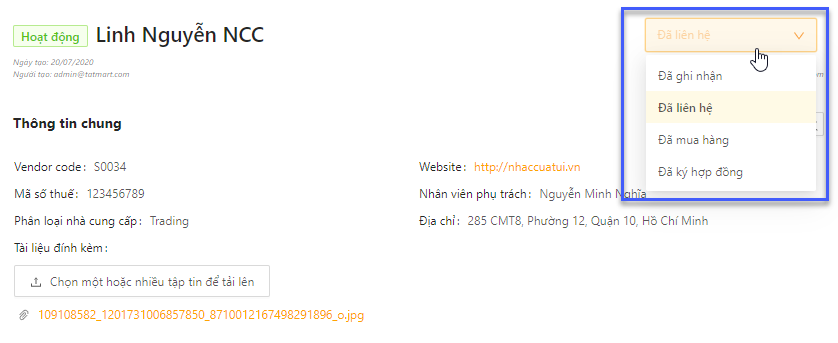 Hoạt động Linh Nguyễn NCC
Đã liên hệ
Ngày tạo: 20/07/2020
Người tạo: admin@tatmart.com
Đã ghi nhận
Đã liên hệ
Đã mua hàng
Đã ký hợp đồng
Thông tin chung
Vendor code: S0034
Website: http://nhaccuatui.vn
Mã số thuế: 123456789
Nhân viên phụ trách: Nguyễn Minh Nghĩa
Phân loại nhà cung cấp: Trading
Địa chỉ: 285 CMT8, Phường 12, Quận 10, Hồ Chí Minh
Tài liệu đính kèm:
Chọn một hoặc nhiều tập tin để tải lên
109108582_1201731006857850_8710012167498291896_o.jpg